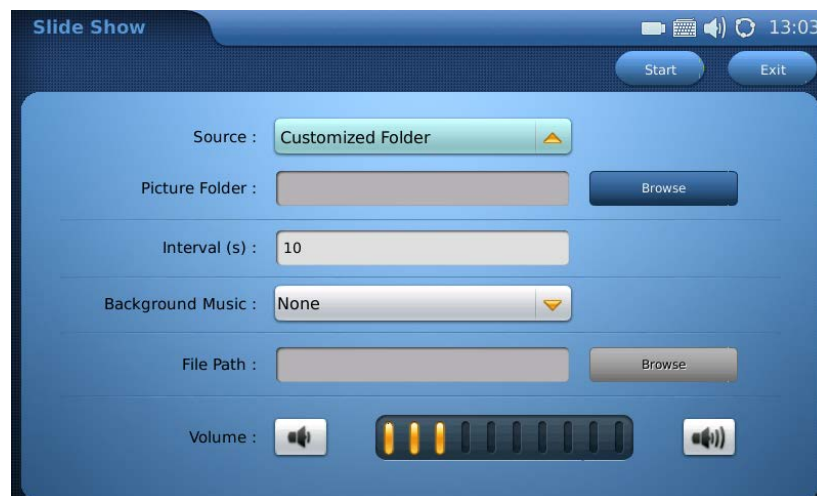 Slide Show 13:03
Start Exit
Source : Customized Folder
Picture Folder : Browse
Interval (s) : 10
Background Music : None
File Path : Browse
Volume :